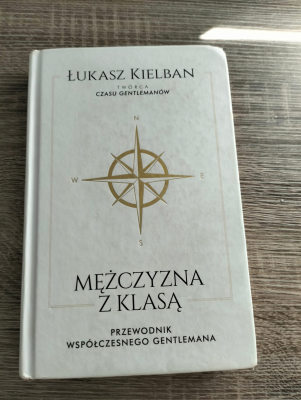 ŁUKASZ KIELBAN
TWÓRCA
CZASU GENTLEMANÓW
N
W E
S
MĘŻCZYZNA
Z KLASĄ
PRZEWODNIK
WSPÓŁCZESNEGO GENTLEMANA